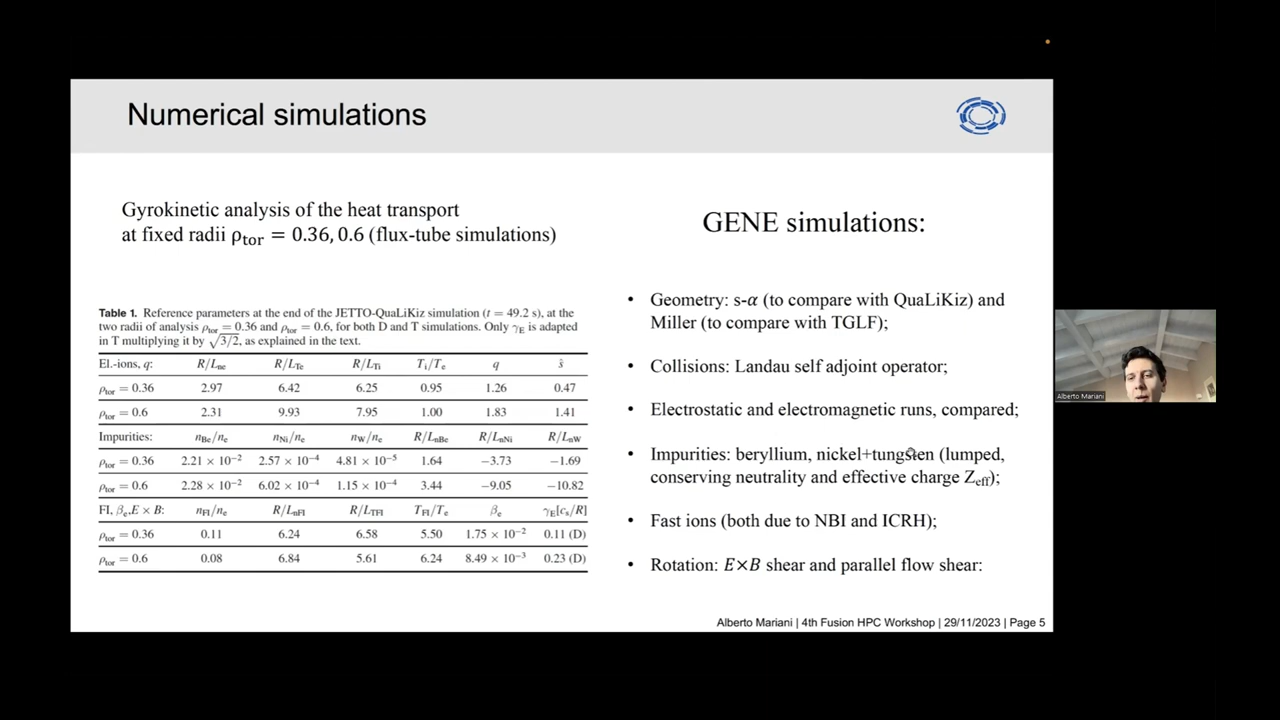 Numerical simulations
Gyrokinetic analysis of the heat transport
at fixed radii ρtor = 0.36, 0.6 (flux-tube simulations)
Table 1. Reference parameters at the end of the JETTO-QuaLiKiz simulation (t = 49.2 s), at the
two radii of analysis ρtor = 0.36 and ρtor = 0.6, for both D and T simulations. Only γE is adapted
in T multiplying it by √3/2, as explained in the text.
El.-ions, q: R/Lne R/LTe R/LTi Ti/Te q ŝ
ρtor = 0.36 2.97 6.42 6.25 0.95 1.26 0.47
ρtor = 0.6 2.31 9.93 7.95 1.00 1.83 1.41
Impurities: nBe/ne nNi/ne nW/ne R/LnBe R/LnNi R/LnW
ρtor = 0.36 2.21 × 10⁻² 2.57 × 10⁻⁴ 4.81 × 10⁻⁵ 1.64 −3.73 −1.69
ρtor = 0.6 2.28 × 10⁻² 6.02 × 10⁻⁴ 1.15 × 10⁻⁴ 3.44 −9.05 −10.82
FI, βe, E × B: nFI/ne R/LnFI R/LTFI TFI/Te βe γE[cs/R]
ρtor = 0.36 0.11 6.24 6.58 5.50 1.75 × 10⁻² 0.11 (D)
ρtor = 0.6 0.08 6.84 5.61 6.24 8.49 × 10⁻³ 0.23 (D)
GENE simulations:
• Geometry: s-α (to compare with QuaLiKiz) and
Miller (to compare with TGLF);
• Collisions: Landau self adjoint operator;
• Electrostatic and electromagnetic runs, compared;
• Impurities: beryllium, nickel+tungsten (lumped,
conserving neutrality and effective charge Zeff);
• Fast ions (both due to NBI and ICRH);
• Rotation: E×B shear and parallel flow shear:
Alberto Mariani | 4th Fusion HPC Workshop | 29/11/2023 | Page 5
Alberto Mariani